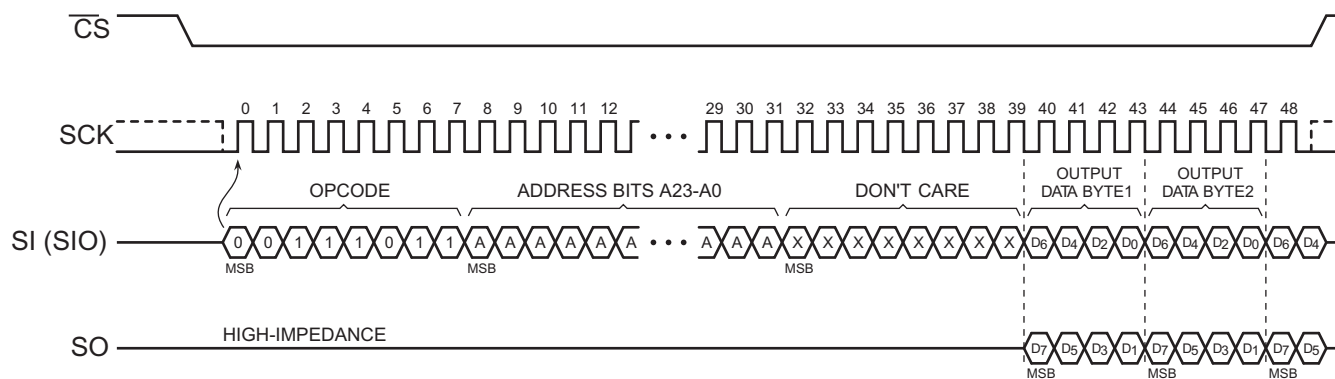 CS
0 1 2 3 4 5 6 7 8 9 10 11 12 29 30 31 32 33 34 35 36 37 38 39 40 41 42 43 44 45 46 47 48
SCK
OPCODE ADDRESS BITS A23-A0 DON'T CARE OUTPUT DATA BYTE1 OUTPUT DATA BYTE2
SI (SIO) 0 0 1 1 1 0 1 1 A A A A A A A A A X X X X X X X X D6 D4 D2 D0 D6 D4 D2 D0 D6 D4
MSB MSB MSB
HIGH-IMPEDANCE
SO D7 D5 D3 D1 D7 D5 D3 D1 D7 D5
MSB MSB MSB